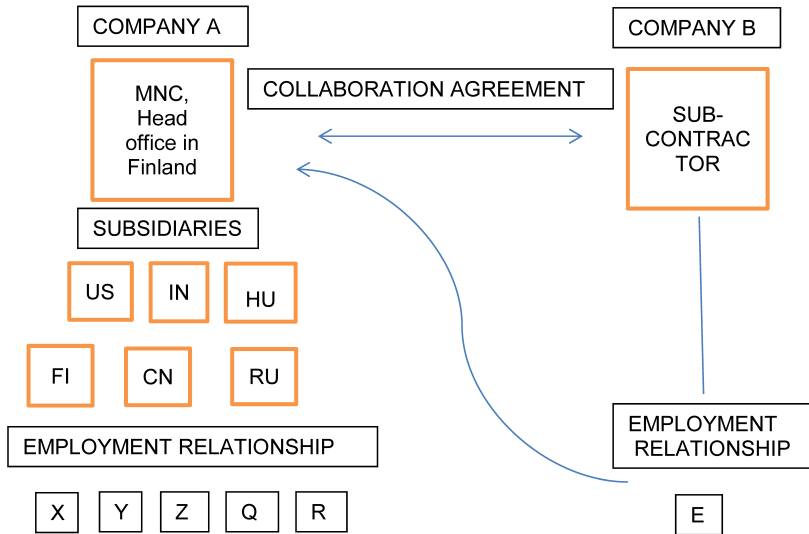 COMPANY A
COMPANY B
MNC,
Head
office in
Finland
COLLABORATION AGREEMENT
SUB-
CONTRAC
TOR
SUBSIDIARIES
US
IN
HU
FI
CN
RU
EMPLOYMENT RELATIONSHIP
EMPLOYMENT
RELATIONSHIP
X
Y
Z
Q
R
E